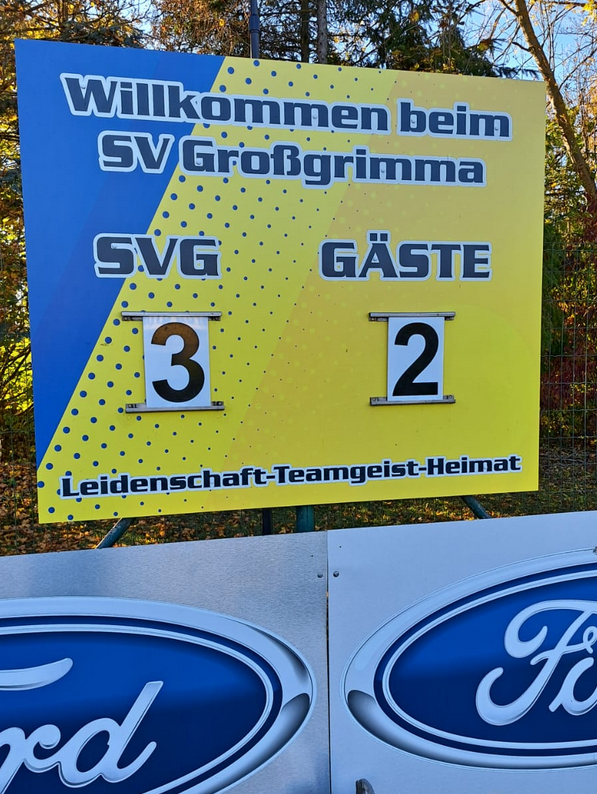 Willkommen beim
SV Großgrimma
SVG GÄSTE
3 2
Leidenschaft-Teamgeist-Heimat